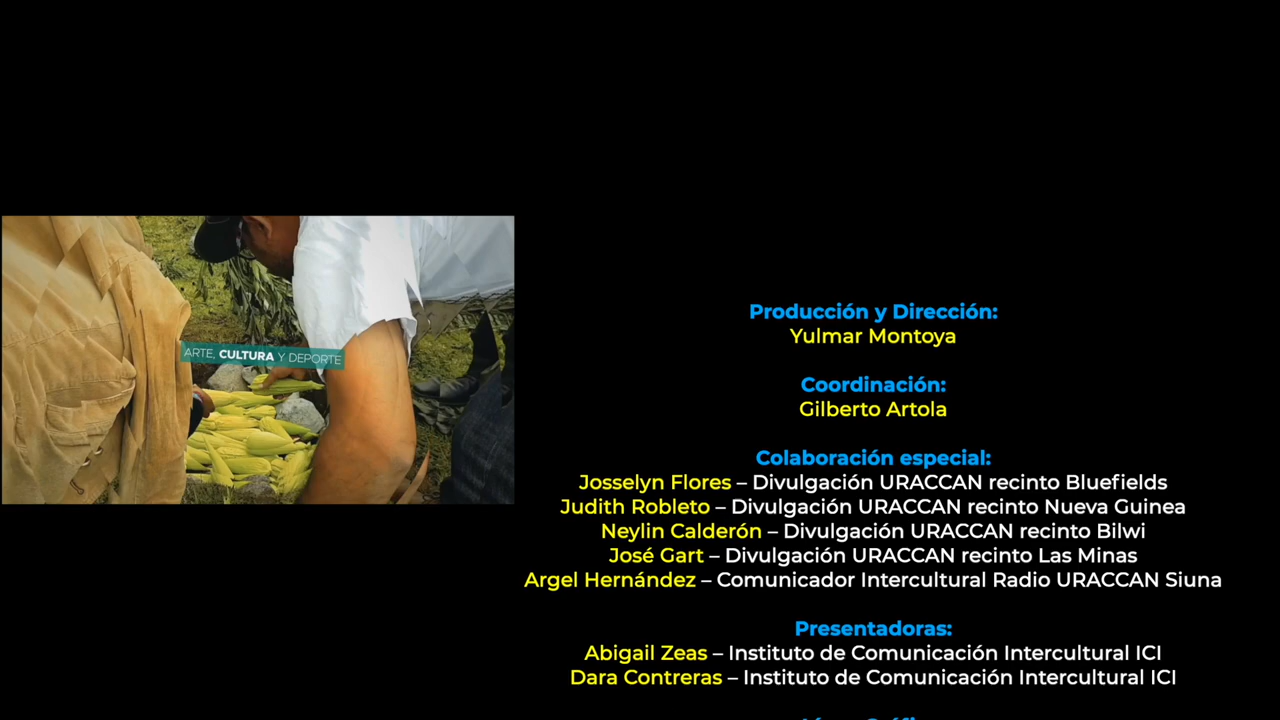 ARTE, CULTURA Y DEPORTE
Producción y Dirección:
Yulmar Montoya
Coordinación:
Gilberto Artola
Colaboración especial:
Josselyn Flores – Divulgación URACCAN recinto Bluefields
Judith Robleto – Divulgación URACCAN recinto Nueva Guinea
Neylin Calderón – Divulgación URACCAN recinto Bilwi
José Gart – Divulgación URACCAN recinto Las Minas
Argel Hernández – Comunicador Intercultural Radio URACCAN Siuna
Presentadoras:
Abigail Zeas – Instituto de Comunicación Intercultural ICI
Dara Contreras – Instituto de Comunicación Intercultural ICI